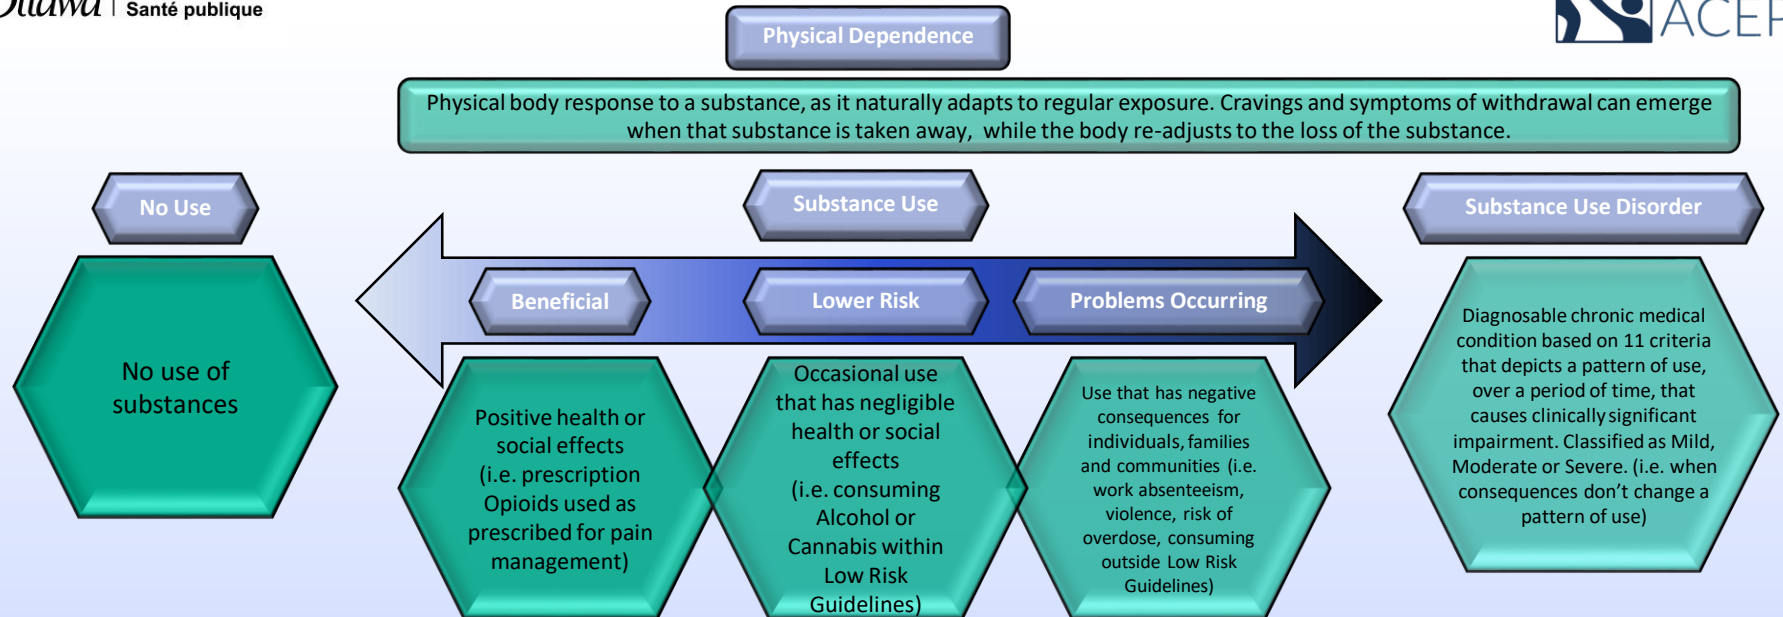 Ottawa
Santé publique
ACEP
Physical Dependence
Physical body response to a substance, as it naturally adapts to regular exposure. Cravings and symptoms of withdrawal can emerge
when that substance is taken away, while the body re-adjusts to the loss of the substance.
No Use
Substance Use
Substance Use Disorder
Beneficial
Lower Risk
Problems Occurring
No use of
substances
Positive health or
social effects
(i.e. prescription
Opioids used as
prescribed for pain
management)
Occasional use
that has negligible
health or social
effects
(i.e. consuming
Alcohol or
Cannabis within
Low Risk
Guidelines)
Use that has negative
consequences for
individuals, families
and communities (i.e.
work absenteeism,
violence, risk of
overdose, consuming
outside Low Risk
Guidelines)
Diagnosable chronic medical
condition based on 11 criteria
that depicts a pattern of use,
over a period of time, that
causes clinically significant
impairment. Classified as Mild,
Moderate or Severe. (i.e. when
consequences don’t change a
pattern of use)